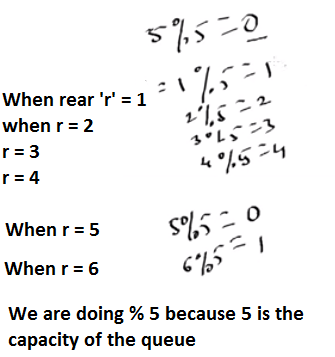 5%5=0
When rear 'r' = 1 = 1%5=1
when r = 2 2%5=2
r = 3 3%5=3
r = 4 4%5=4
When r = 5 5%5=0
When r = 6 6%5=1
We are doing % 5 because 5 is the
capacity of the queue